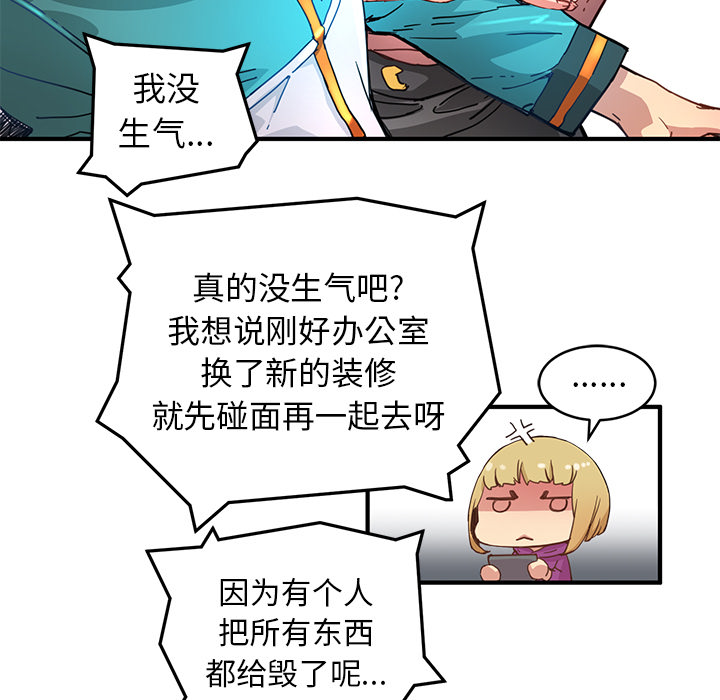 我没
生气...
真的没生气吧?
我想说刚好办公室
换了新的装修
就先碰面再一起去呀
......
因为有个人
把所有东西
都给毁了呢...